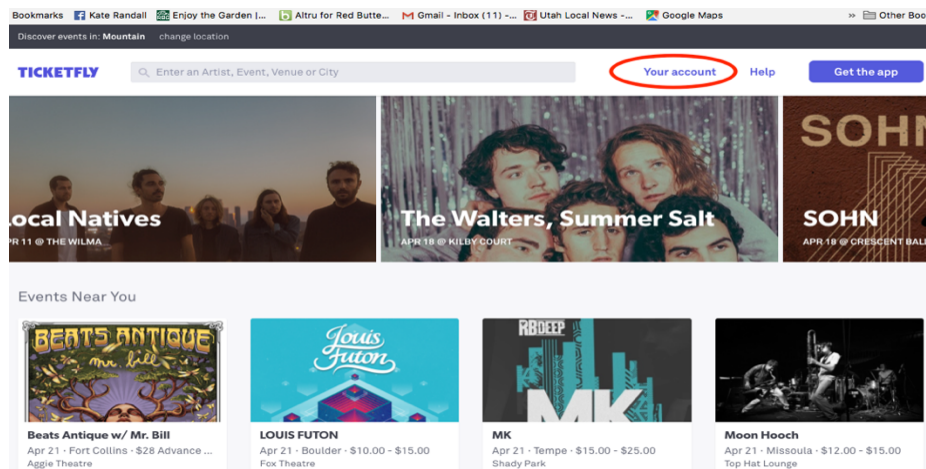 Bookmarks Kate Randall Enjoy the Garden |... Altru for Red Butte... Gmail - Inbox (11) -... Utah Local News -... Google Maps » Other Boo
Discover events in: Mountain change location
TICKETFLY Enter an Artist, Event, Venue or City Your account Help Get the app
SOHN
Local Natives The Walters, Summer Salt SOHN
PR 11 @ THE WILMA APR 18 @ KILBY COURT APR 18 @ CRESCENT BAL
Events Near You
BEATS ANTIQUE
mr. bill
Louis Futon
RBDEEP
MK
Beats Antique w/ Mr. Bill LOUIS FUTON MK Moon Hooch
Apr 21 · Fort Collins · $28 Advance ... Apr 21 · Boulder · $10.00 - $15.00 Apr 21 · Tempe · $15.00 - $25.00 Apr 21 · Missoula · $12.00 - $15.00
Aggie Theatre Fox Theatre Shady Park Top Hat Lounge